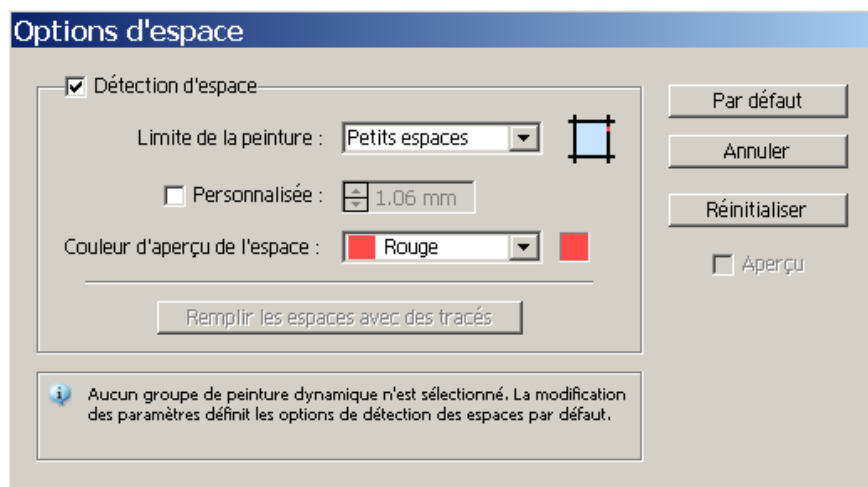 Options d'espace
Détection d'espace
Limite de la peinture : Petits espaces
Personnalisée : 1.06 mm
Couleur d'aperçu de l'espace : Rouge
Remplir les espaces avec des tracés
Par défaut
Annuler
Réinitialiser
Aperçu
Aucun groupe de peinture dynamique n'est sélectionné. La modification
des paramètres définit les options de détection des espaces par défaut.